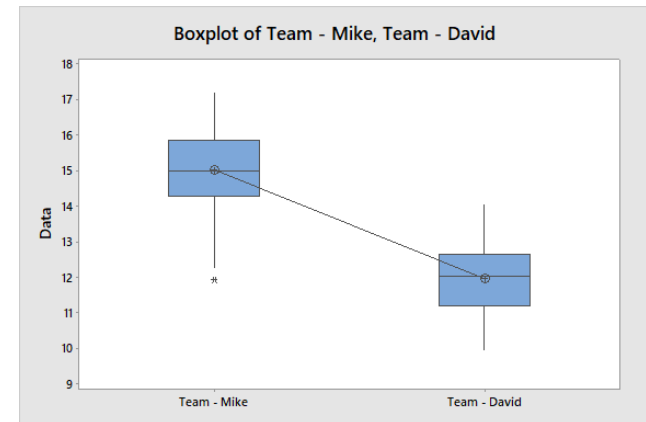 Boxplot of Team - Mike, Team - David
18
17
16
15
14
13
12
11
10
9
Data
*
Team - Mike
Team - David